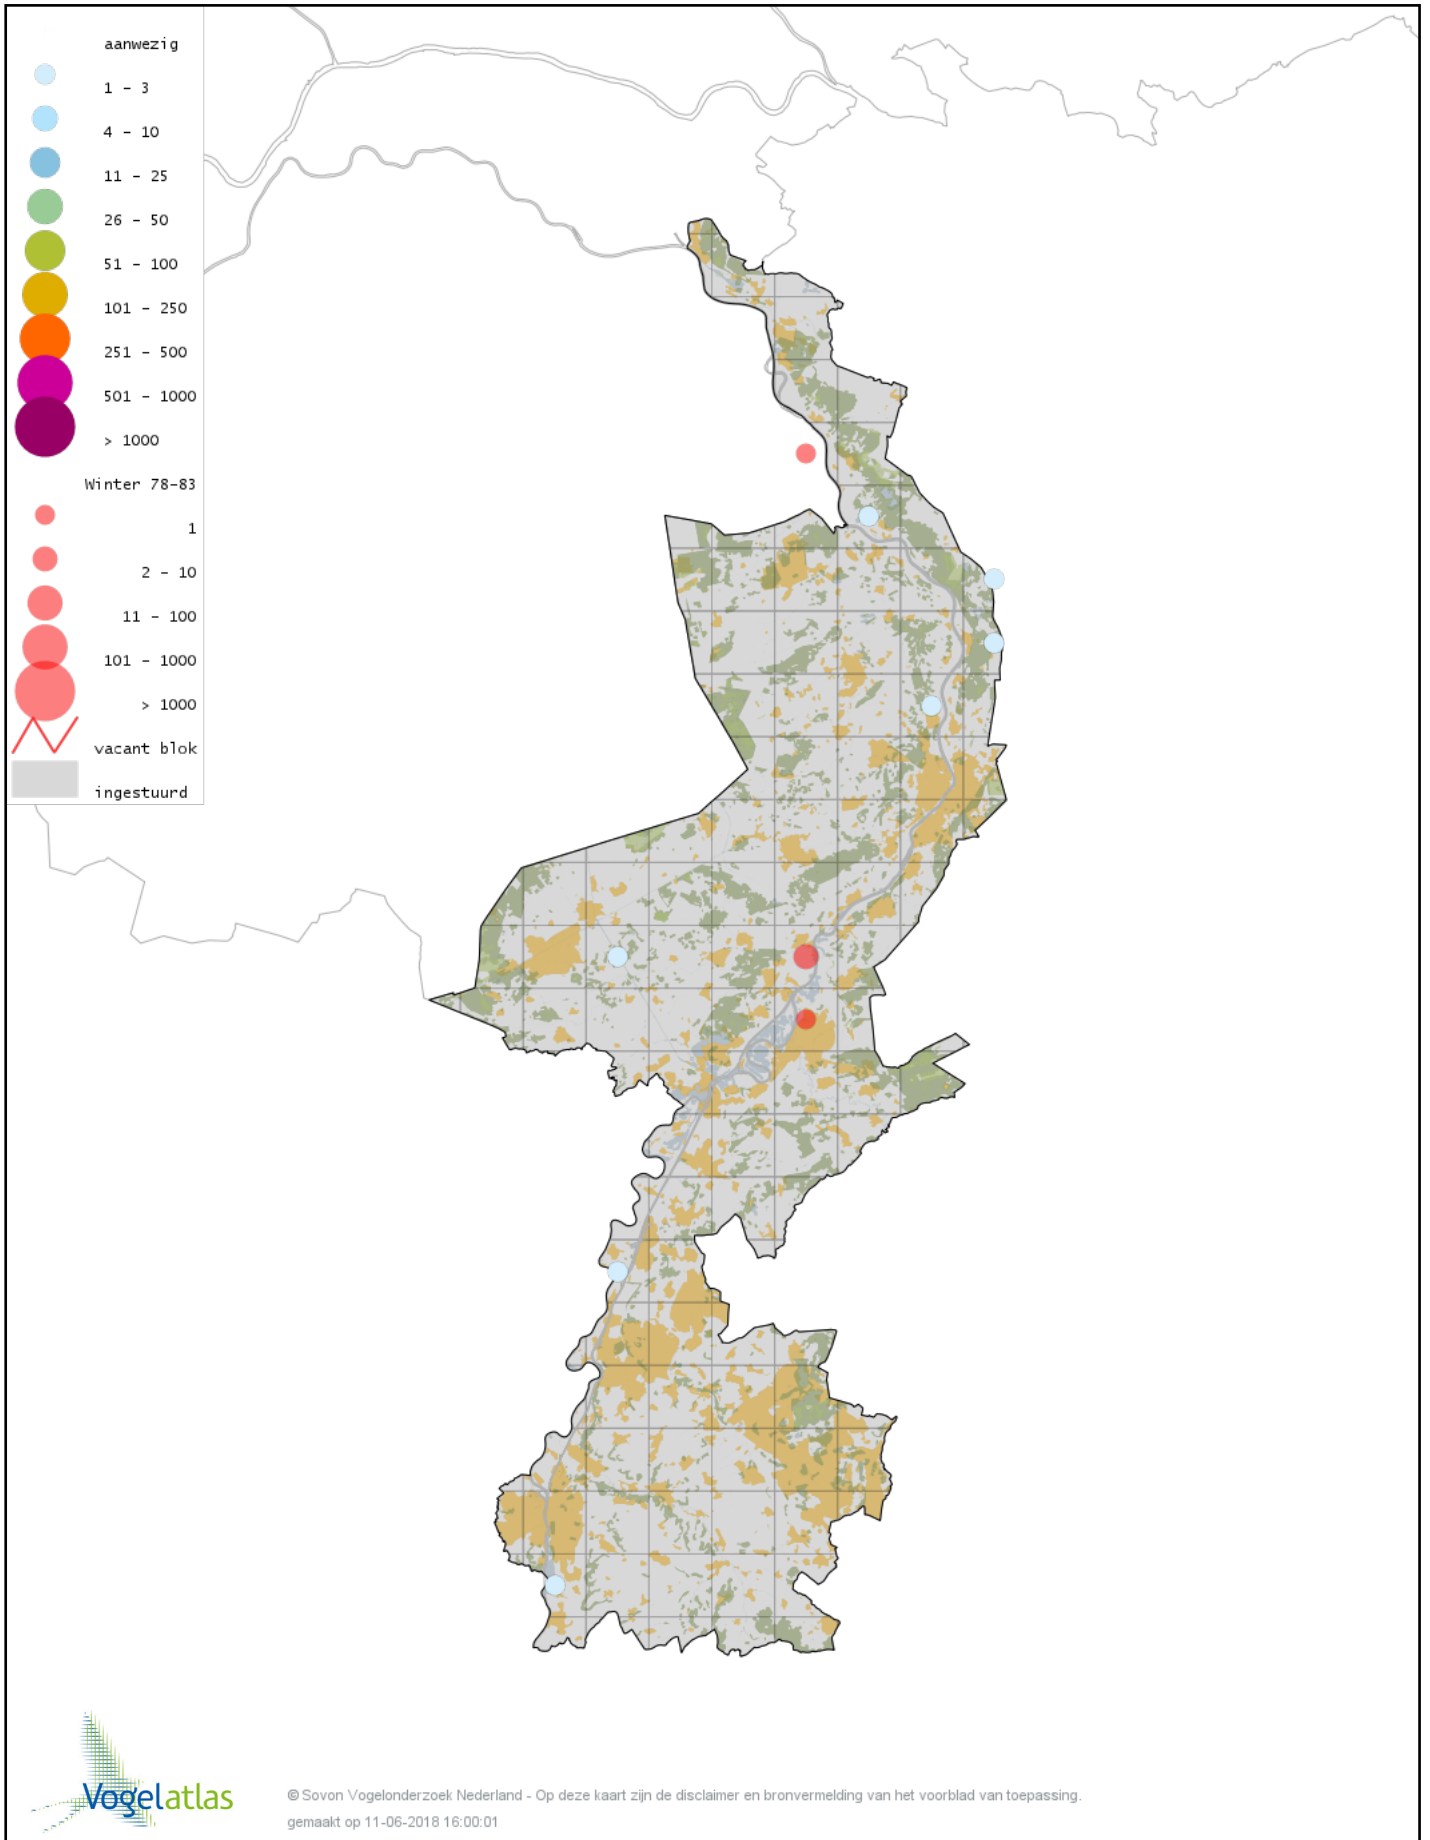 aanwezig
1 - 3
4 - 10
11 - 25
26 - 50
51 - 100
101 - 250
251 - 500
501 - 1000
> 1000
Winter 78-83
1
2 - 10
11 - 100
101 - 1000
> 1000
vacant blok
ingestuurd
Vogelatlas
© Sovon Vogelonderzoek Nederland - Op deze kaart zijn de disclaimer en bronvermelding van het voorblad van toepassing.
gemaakt op 11-06-2018 16:00:01